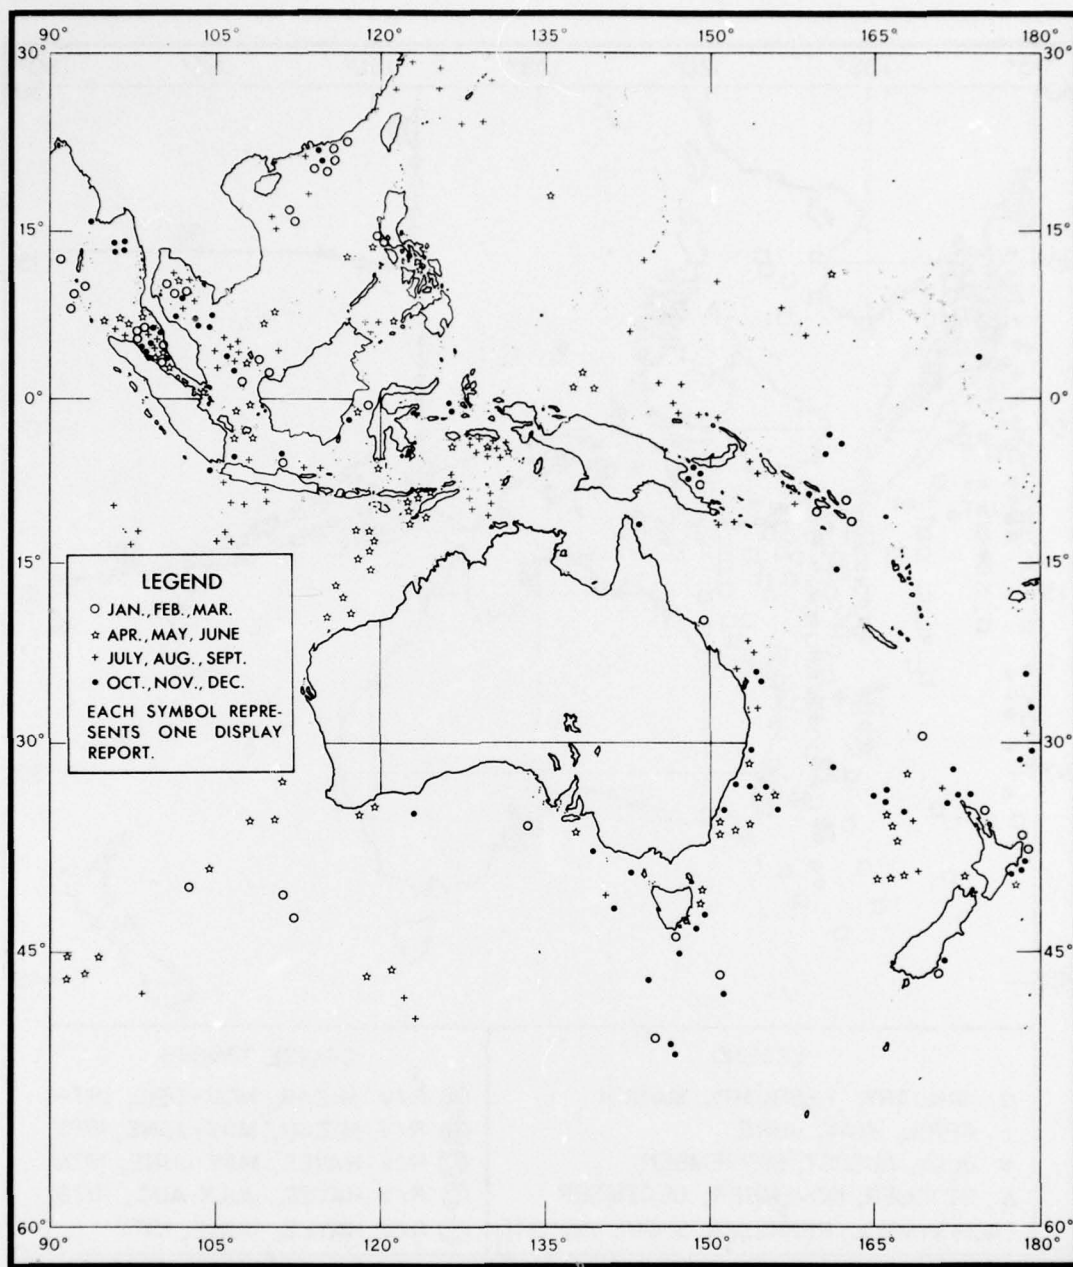 90° 105° 120° 135° 150° 165° 180°
30° 30°
15° 15°
0° 0°
15° 15°
LEGEND
○ JAN., FEB., MAR.
☆ APR., MAY, JUNE
+ JULY, AUG., SEPT.
• OCT., NOV., DEC.
EACH SYMBOL REPRE-
SENTS ONE DISPLAY
REPORT.
30° 30°
45° 45°
60° 60°
90° 105° 120° 135° 150° 165° 180°